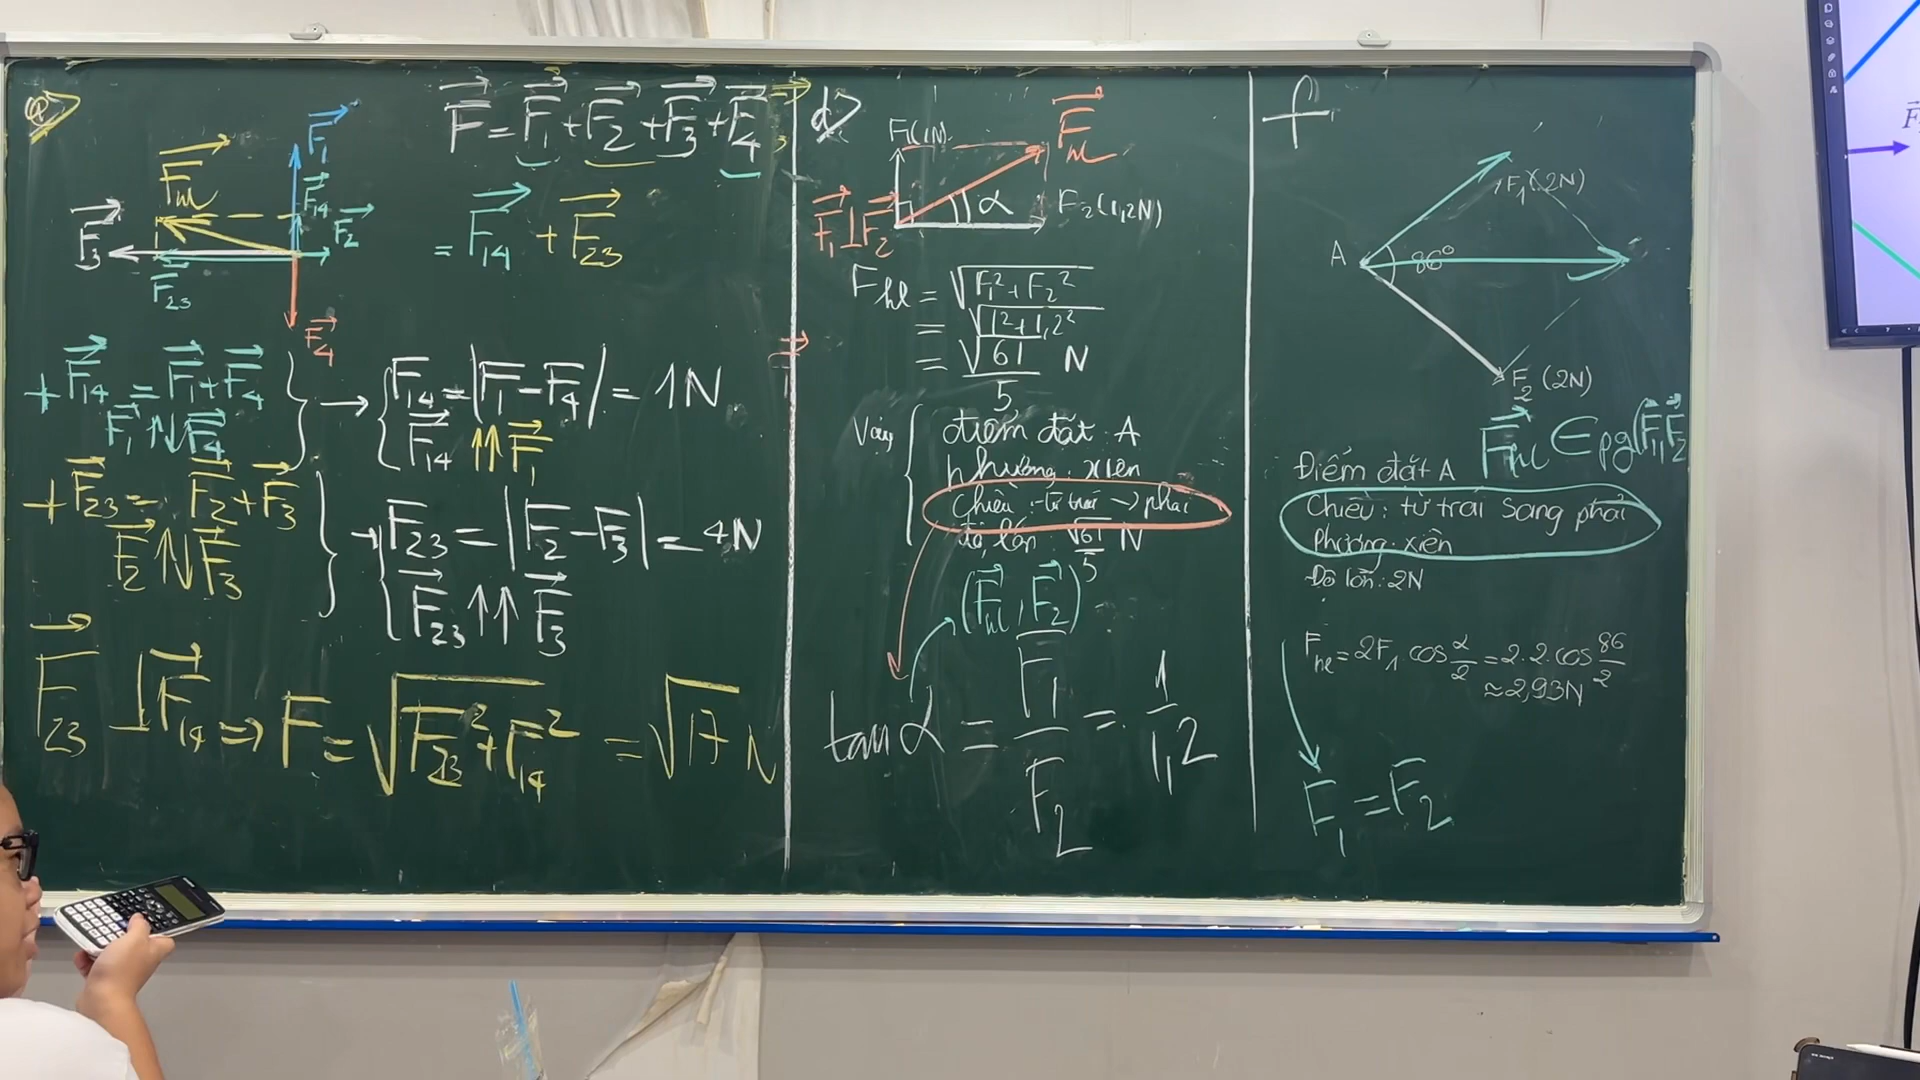 a)
F⃗ = F⃗₁ + F⃗₂ + F⃗₃ + F⃗₄
= F⃗₁₄ + F⃗₂₃
F⃗₁
F⃗hl
F⃗₁₄
F⃗₂
F⃗₃
F⃗₂₃
F⃗₄
+ F⃗₁₄ = F⃗₁ + F⃗₄
F⃗₁ ↑↓ F⃗₄
→ F₁₄ = |F₁ - F₄| = 1N
F⃗₁₄ ↑↑ F⃗₁
+ F⃗₂₃ = F⃗₂ + F⃗₃
F⃗₂ ↑↓ F⃗₃
→ F₂₃ = |F₂ - F₃| = 4N
F⃗₂₃ ↑↑ F⃗₃
F⃗₂₃ ⊥ F⃗₁₄ ⇒ F = √(F₂₃² + F₁₄²) = √17 N
d)
F₁(1N)
F⃗hl
α
F₂(1,2N)
F⃗₁ ⊥ F⃗₂
Fhl = √(F₁² + F₂²)
= √(1² + 1,2²)
= √61/5 N
Vậy
điểm đặt: A
phương: xiên
chiều: từ trái → phải
độ lớn: √61/5 N
(F⃗hl, F⃗₂)
tan α = F₁/F₂ = 1/1,2
f
F₁(2N)
A
86°
F₂ (2N)
F⃗hl ∈ pg(F⃗₁, F⃗₂
Điểm đặt A
Chiều: từ trái sang phải
Phương: xiên
Độ lớn: 2N
Fhl = 2F₁.cos α/2 = 2.2.cos 86/2
≈ 2,93N
F₁ = F₂